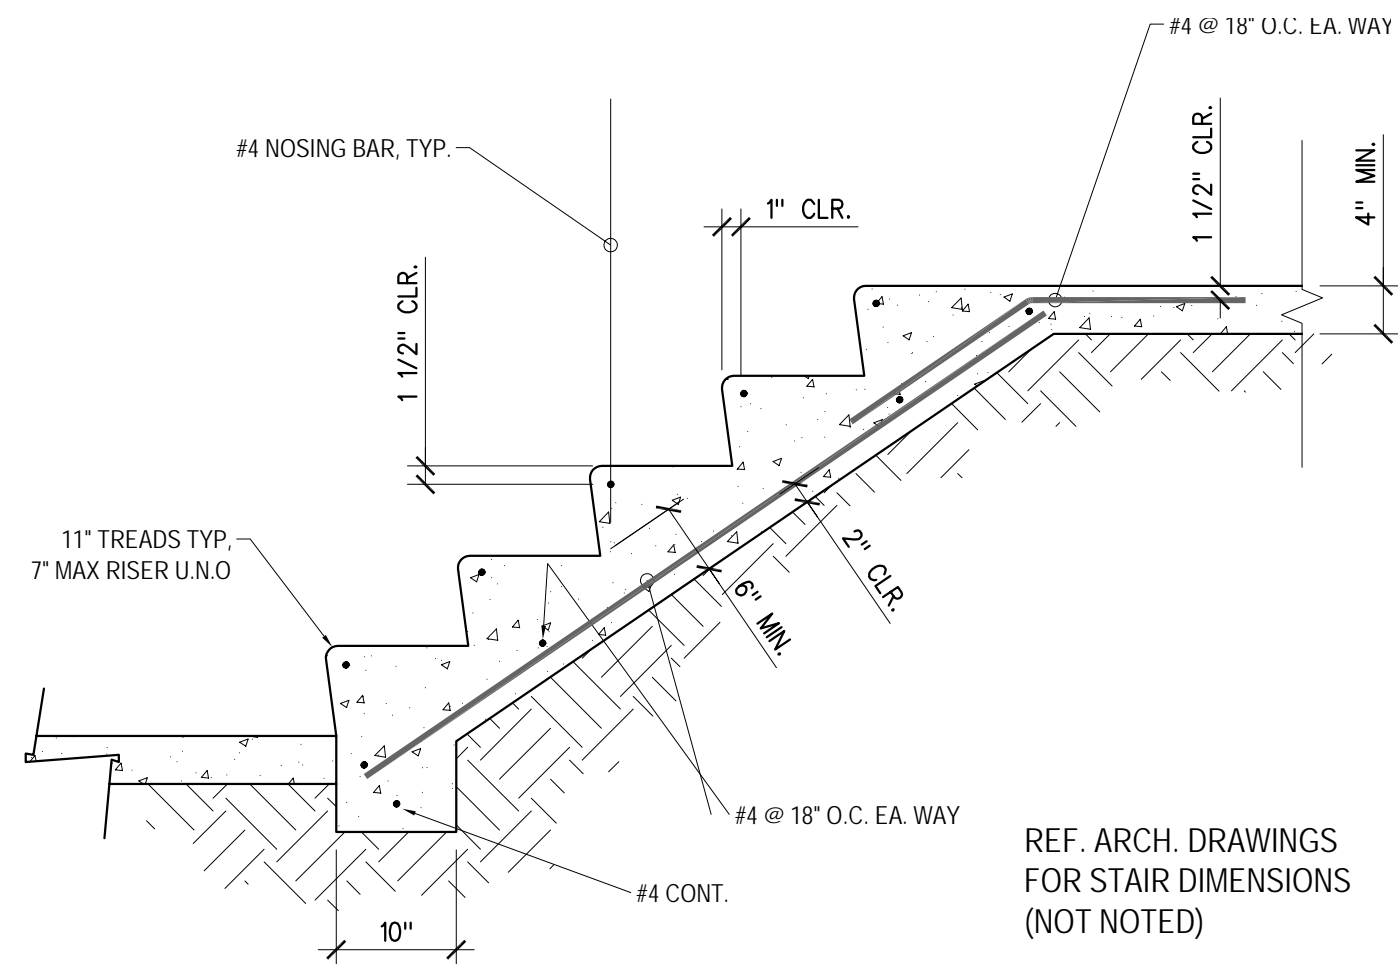 #4 @ 18" O.C. EA. WAY
#4 NOSING BAR, TYP.
1" CLR.
1 1/2" CLR.
4" MIN.
1 1/2" CLR.
11" TREADS TYP,
7" MAX RISER U.N.O
2" CLR.
6" MIN.
#4 @ 18" O.C. EA. WAY
#4 CONT.
10"
REF. ARCH. DRAWINGS
FOR STAIR DIMENSIONS
(NOT NOTED)